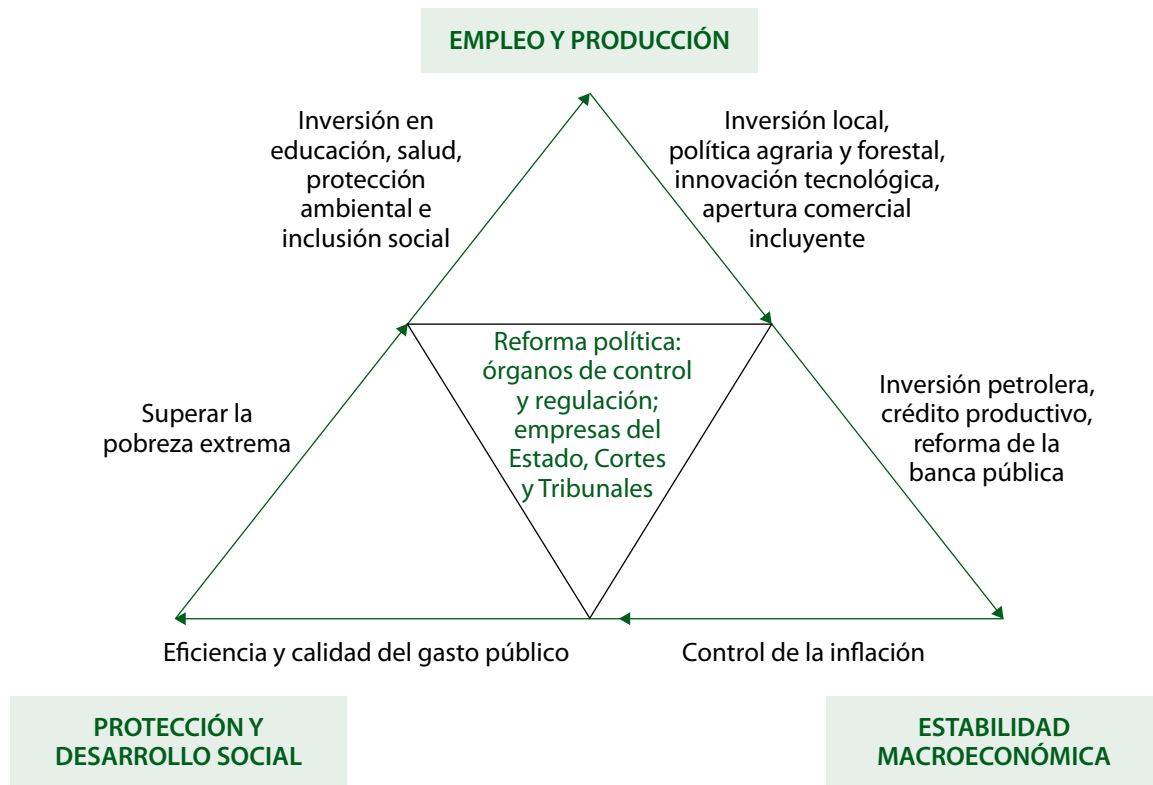 EMPLEO Y PRODUCCIÓN
Inversión en
educación, salud,
protección
ambiental e
inclusión social
Inversión local,
política agraria y forestal,
innovación tecnológica,
apertura comercial
incluyente
Reforma política:
órganos de control
y regulación;
empresas del
Estado, Cortes
y Tribunales
Superar la
pobreza extrema
Inversión petrolera,
crédito productivo,
reforma de la
banca pública
Eficiencia y calidad del gasto público
Control de la inflación
PROTECCIÓN Y
DESARROLLO SOCIAL
ESTABILIDAD
MACROECONÓMICA